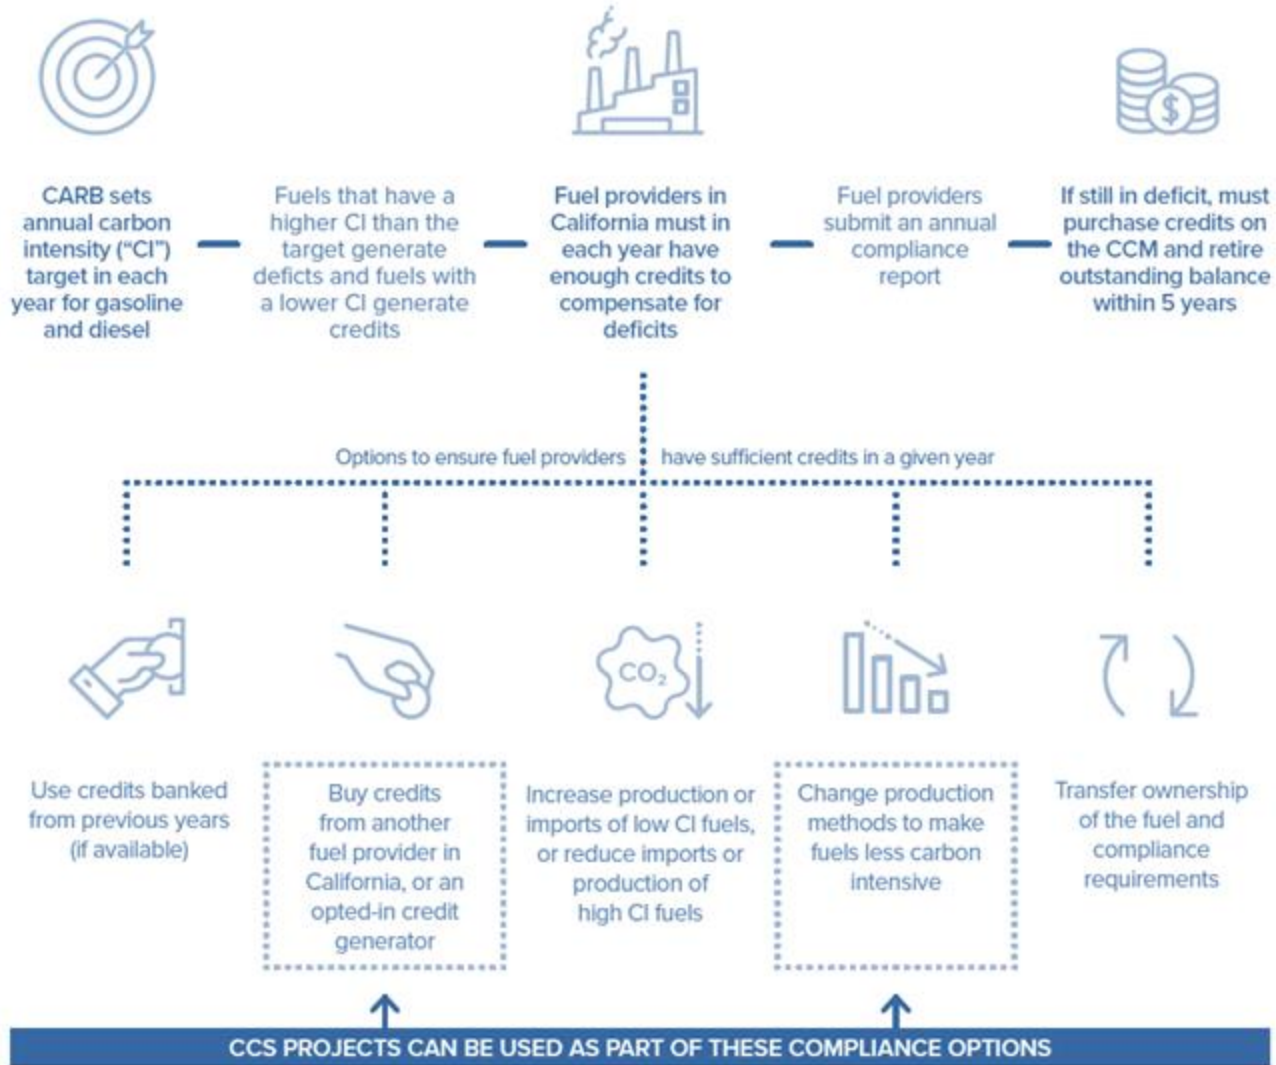 CARB sets
annual carbon
intensity (“CI”)
target in each
year for gasoline
and diesel
Fuels that have a
higher CI than the
target generate
deficts and fuels with
a lower CI generate
credits
Fuel providers in
California must in
each year have
enough credits to
compensate for
deficits
Fuel providers
submit an annual
compliance
report
If still in deficit, must
purchase credits on
the CCM and retire
outstanding balance
within 5 years
Options to ensure fuel providers have sufficient credits in a given year
CO₂
Use credits banked
from previous years
(if available)
Buy credits
from another
fuel provider in
California, or an
opted-in credit
generator
Increase production or
imports of low CI fuels,
or reduce imports or
production of
high CI fuels
Change production
methods to make
fuels less carbon
intensive
Transfer ownership
of the fuel and
compliance
requirements
CCS PROJECTS CAN BE USED AS PART OF THESE COMPLIANCE OPTIONS